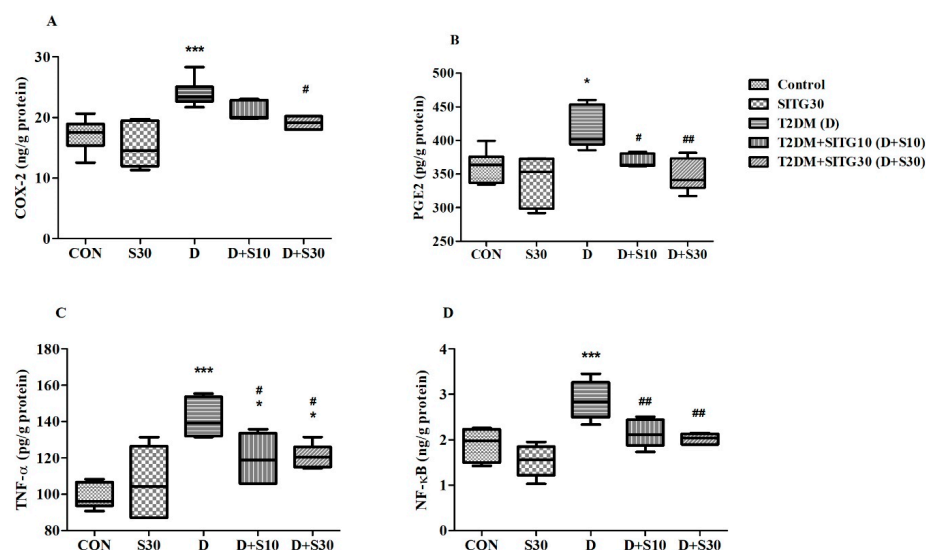 A
COX-2 (ng/g protein)
30
20
10
0
***
#
CON S30 D D+S10 D+S30
B
PGE2 (pg/g protein)
500
450
400
350
300
250
*
#
##
CON S30 D D+S10 D+S30
Control
SITG30
T2DM (D)
T2DM+SITG10 (D+S10)
T2DM+SITG30 (D+S30)
C
TNF-α (pg/g protein)
180
160
140
120
100
80
***
#
*
#
*
CON S30 D D+S10 D+S30
D
NF-κB (ng/g protein)
4
3
2
1
0
***
##
##
CON S30 D D+S10 D+S30